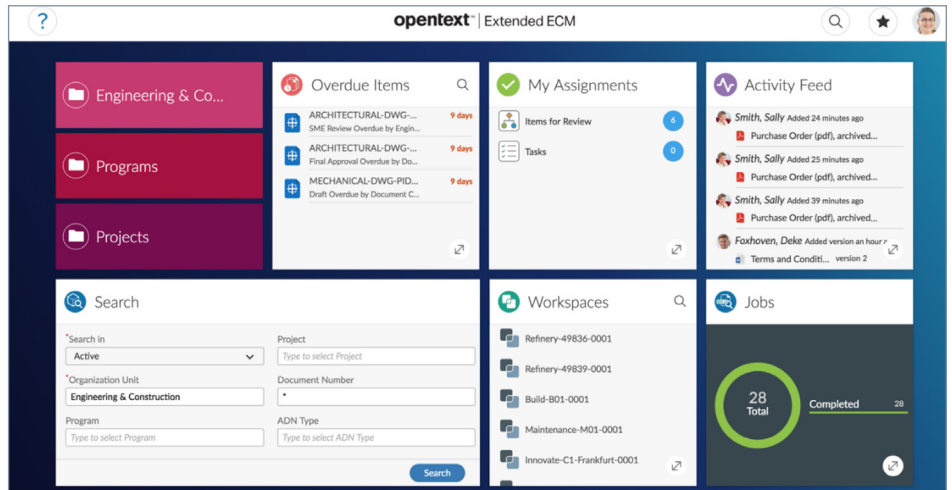 ?
opentext™ | Extended ECM
Engineering & Co...
Programs
Projects
Overdue Items
ARCHITECTURAL-DWG-... 9 days
SME Review Overdue by Engin...
ARCHITECTURAL-DWG-... 9 days
Final Approval Overdue by Do...
MECHANICAL-DWG-PID... 9 days
Draft Overdue by Document C...
My Assignments
Items for Review 6
Tasks 0
Activity Feed
Smith, Sally Added 24 minutes ago
Purchase Order (pdf), archived...
Smith, Sally Added 25 minutes ago
Purchase Order (pdf), archived...
Smith, Sally Added 39 minutes ago
Purchase Order (pdf), archived...
Foxhoven, Deke Added version an hour
Terms and Conditi... version 2
Search
*Search in
Active
*Organization Unit
Engineering & Construction
Program
Type to select Program
Project
Type to select Project
Document Number
*
ADN Type
Type to select ADN Type
Search
Workspaces
Refinery-49836-0001
Refinery-49839-0001
Build-B01-0001
Maintenance-M01-0001
Innovate-C1-Frankfurt-0001
Jobs
28
Total
Completed 28